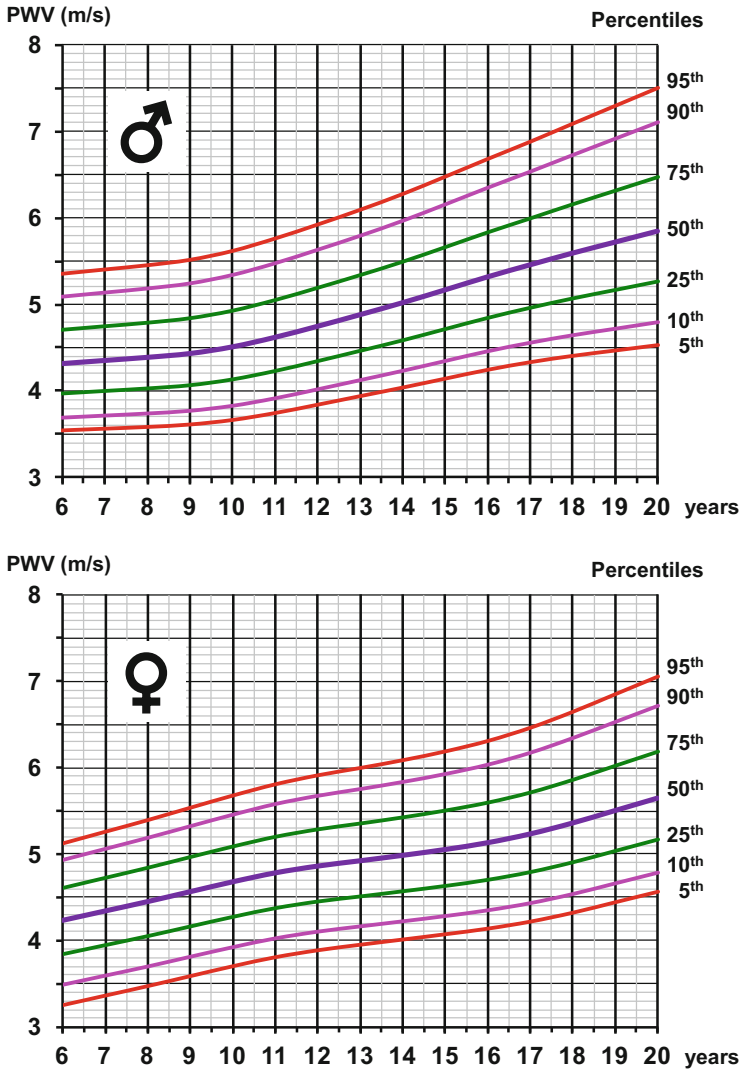 PWV (m/s)
Percentiles
8
7
6
5
4
3
95th
90th
75th
50th
25th
10th
5th
6 7 8 9 10 11 12 13 14 15 16 17 18 19 20 years
PWV (m/s)
Percentiles
8
7
6
5
4
3
95th
90th
75th
50th
25th
10th
5th
6 7 8 9 10 11 12 13 14 15 16 17 18 19 20 years